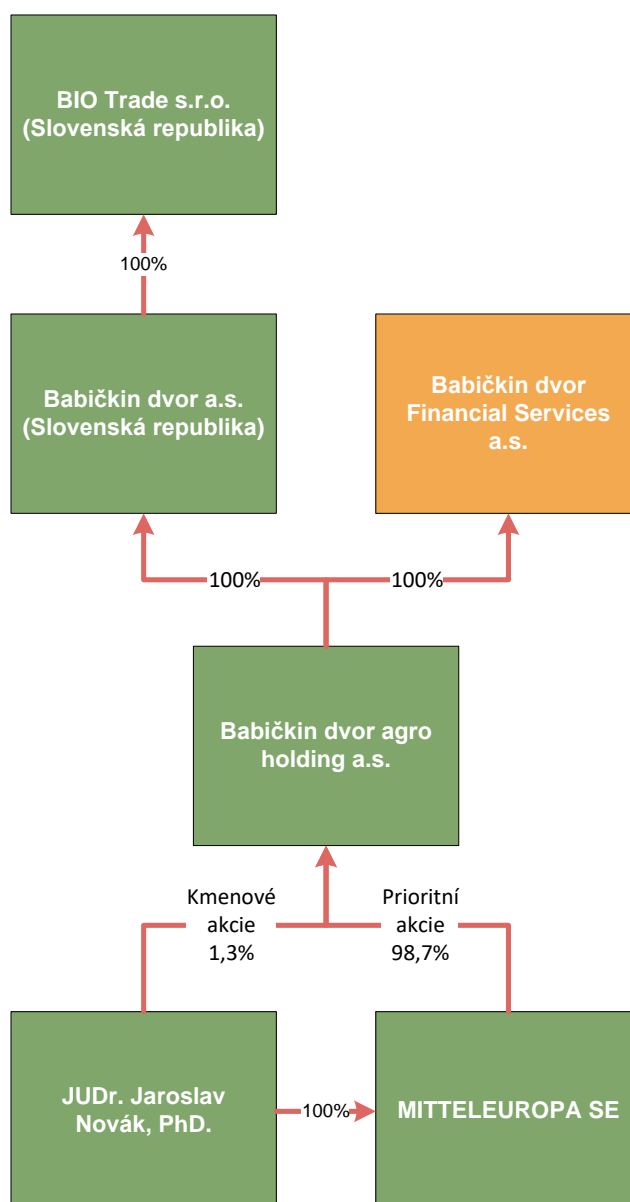 BIO Trade s.r.o.
(Slovenská republika)
100%
Babičkin dvor a.s.
(Slovenská republika)
Babičkin dvor
Financial Services
a.s.
100%
100%
Babičkin dvor agro
holding a.s.
Kmenové
akcie
1,3%
Prioritní
akcie
98,7%
JUDr. Jaroslav
Novák, PhD.
100%
MITTELEUROPA SE